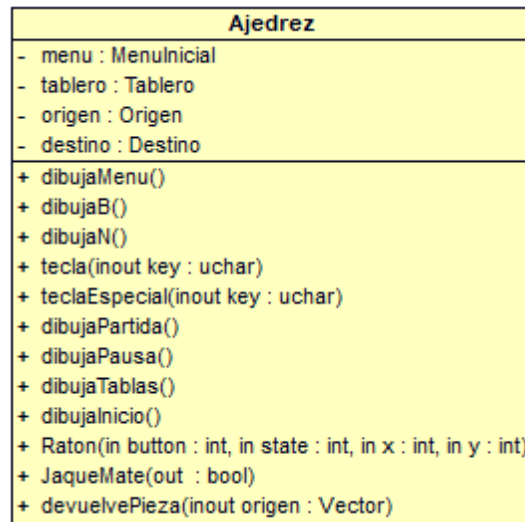 Ajedrez
- menu : MenuInicial
- tablero : Tablero
- origen : Origen
- destino : Destino
+ dibujaMenu()
+ dibujaB()
+ dibujaN()
+ tecla(inout key : uchar)
+ teclaEspecial(inout key : uchar)
+ dibujaPartida()
+ dibujaPausa()
+ dibujaTablas()
+ dibujaInicio()
+ Raton(in button : int, in state : int, in x : int, in y : int)
+ JaqueMate(out : bool)
+ devuelvePieza(inout origen : Vector)